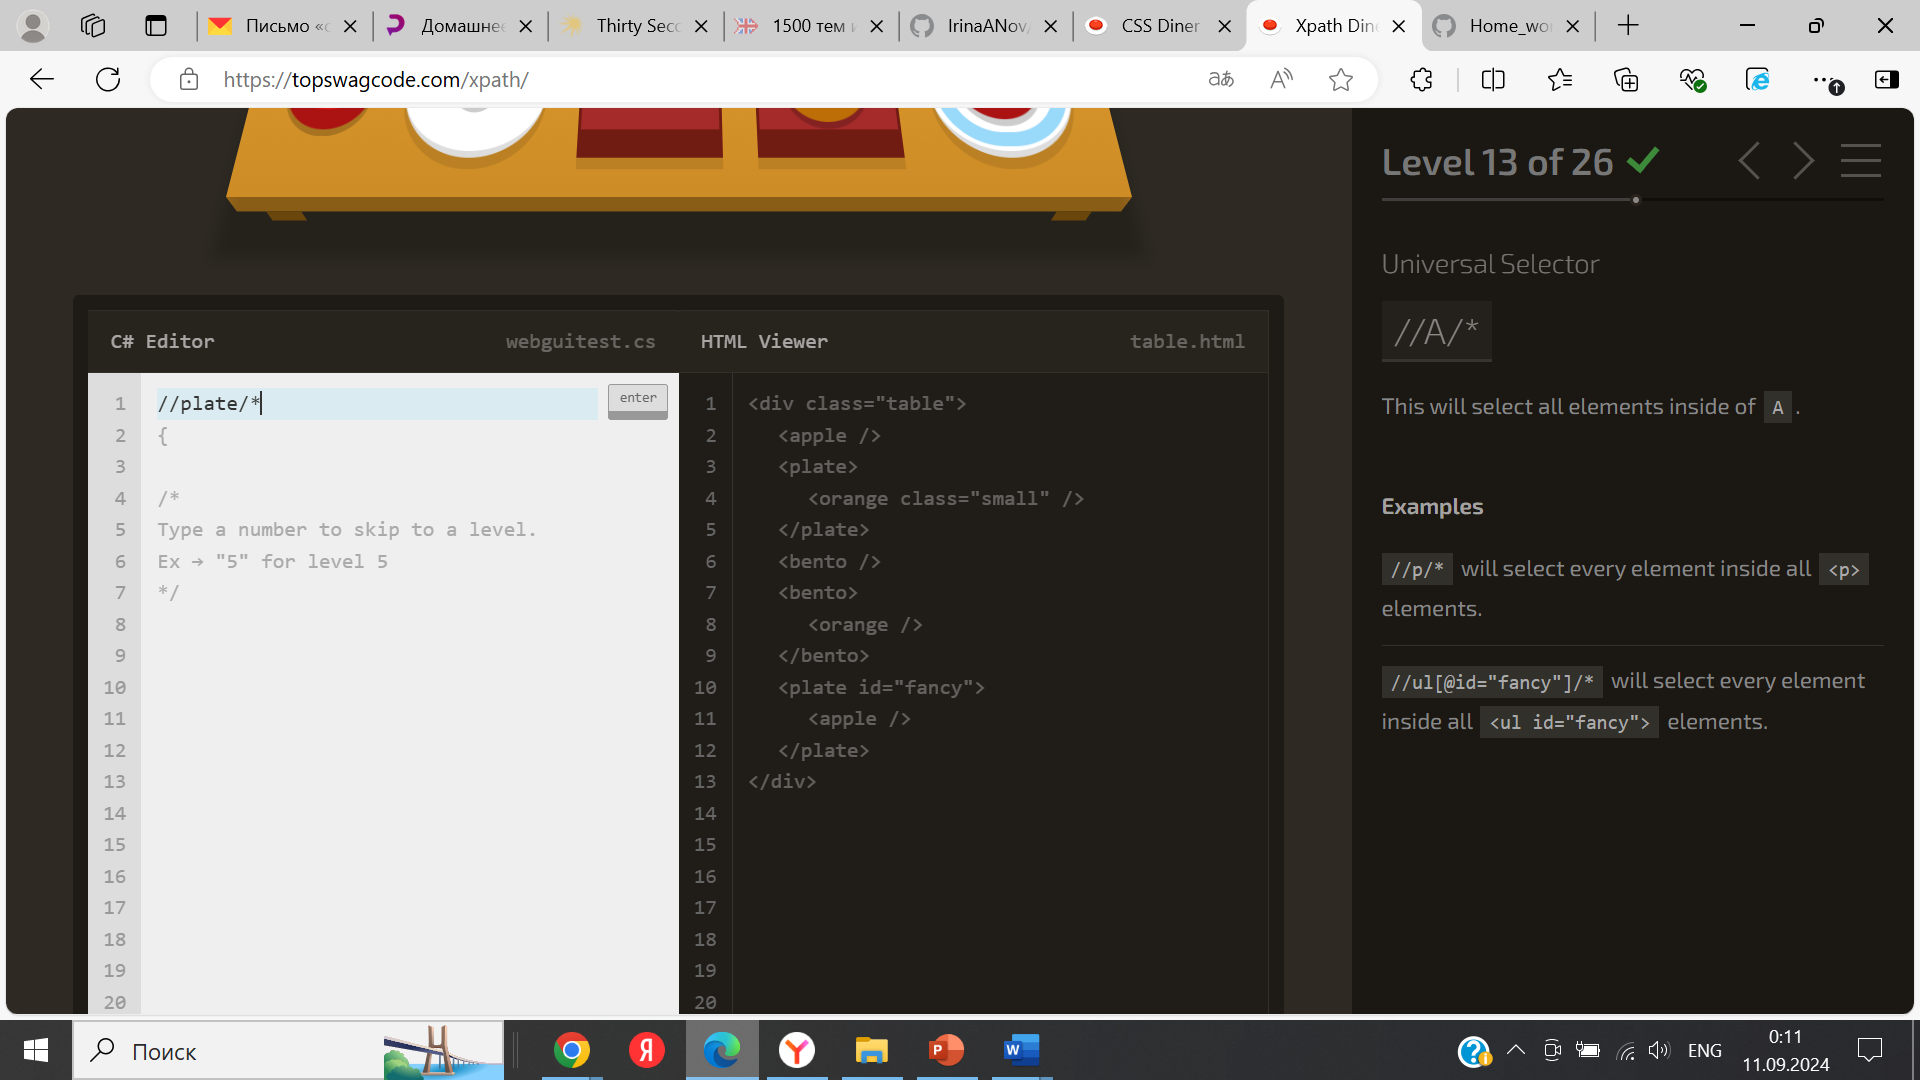 Письмо «с
Домашнее
Thirty Seco
1500 тем и
IrinaANov
CSS Diner
Xpath Dine
Home_wor
https://topswagcode.com/xpath/
Level 13 of 26
Universal Selector
//A/*
This will select all elements inside of A .
Examples
//p/* will select every element inside all <p>
elements.
//ul[@id="fancy"]/* will select every element
inside all <ul id="fancy"> elements.
C# Editor webguitest.cs
1 //plate/* enter
2 {
3
4 /*
5 Type a number to skip to a level.
6 Ex → "5" for level 5
7 */
8
9
10
11
12
13
14
15
16
17
18
19
20
HTML Viewer table.html
1 <div class="table">
2 <apple />
3 <plate>
4 <orange class="small" />
5 </plate>
6 <bento />
7 <bento>
8 <orange />
9 </bento>
10 <plate id="fancy">
11 <apple />
12 </plate>
13 </div>
14
15
16
17
18
19
20
Поиск
ENG
0:11
11.09.2024